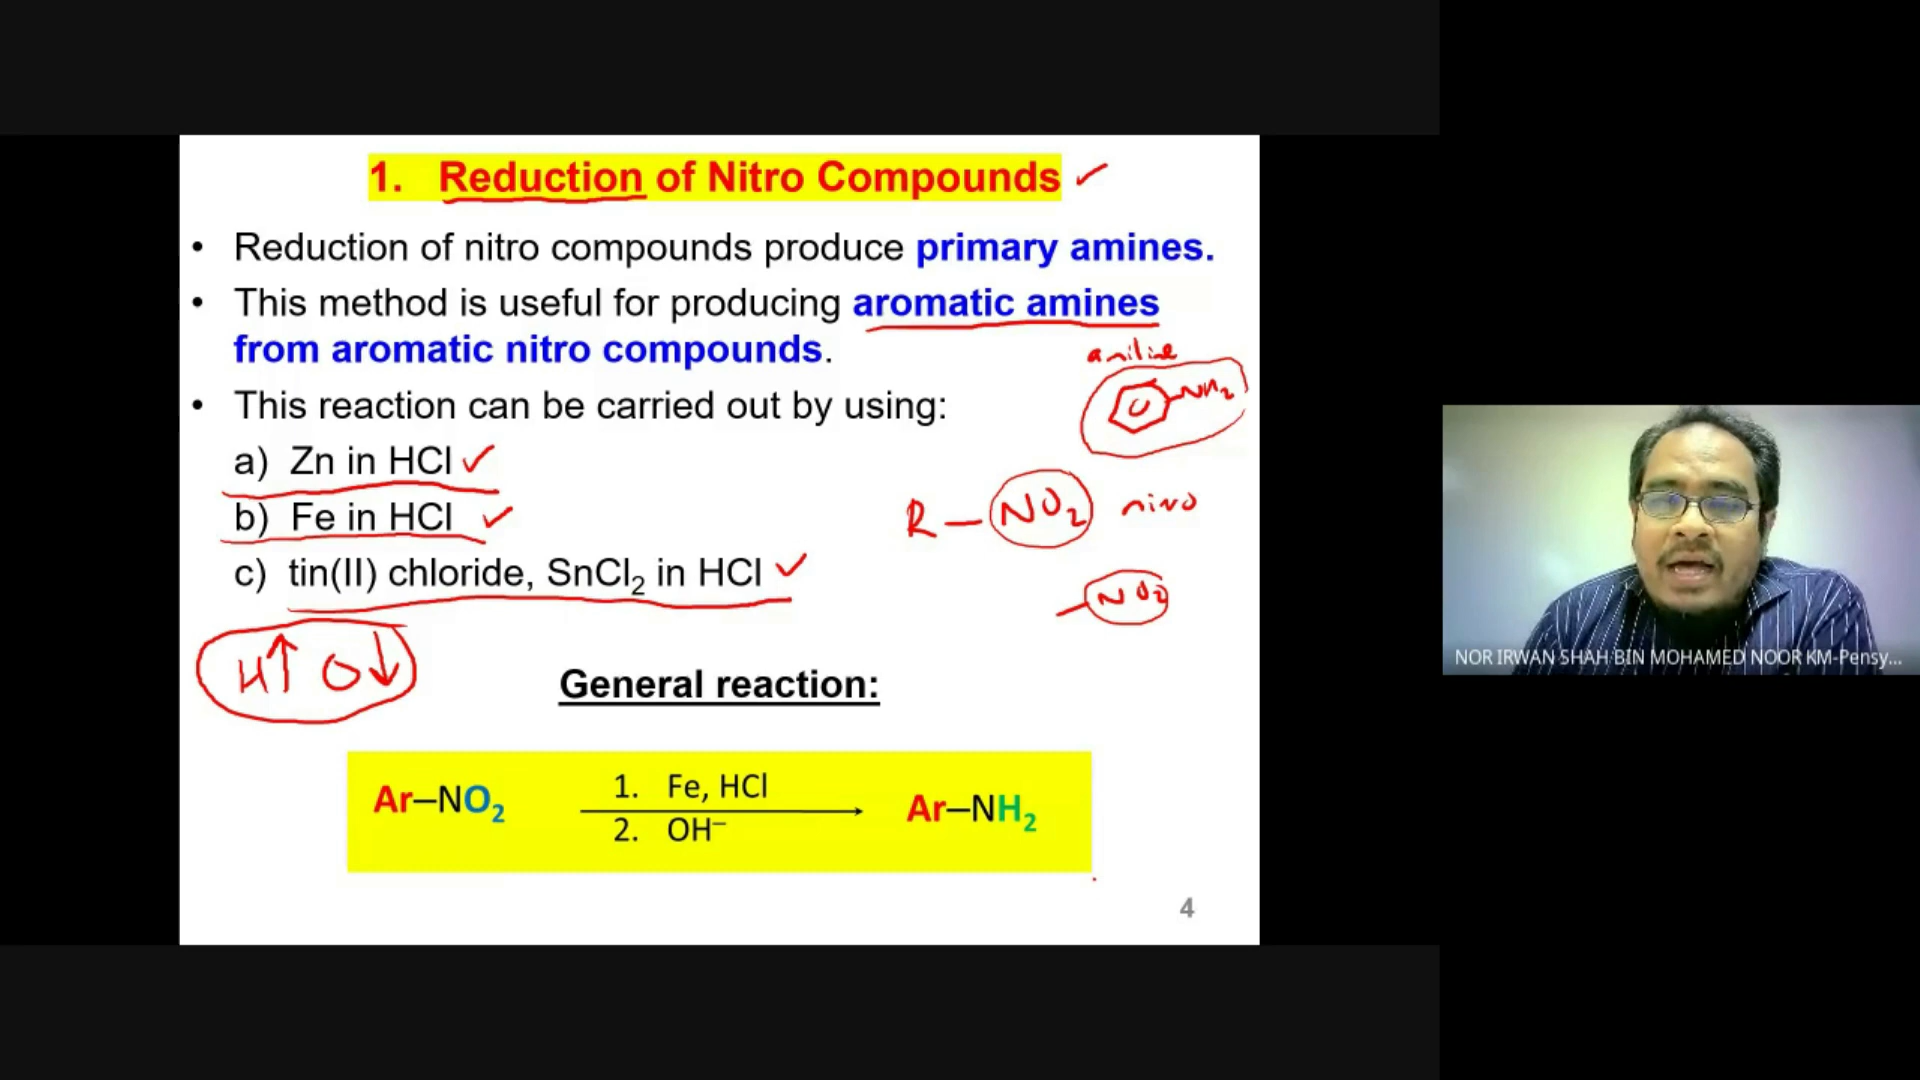 1. Reduction of Nitro Compounds
• Reduction of nitro compounds produce primary amines.
• This method is useful for producing aromatic amines
from aromatic nitro compounds.
aniline
NH2
• This reaction can be carried out by using:
a) Zn in HCl
b) Fe in HCl
R – NO2
c) tin(II) chloride, SnCl2 in HCl
– NO2
H↑ O↓
General reaction:
Ar–NO2
1. Fe, HCl
2. OH–
Ar–NH2
4
NOR IRWAN SHAH BIN MOHAMED NOOR KM-Pensy...